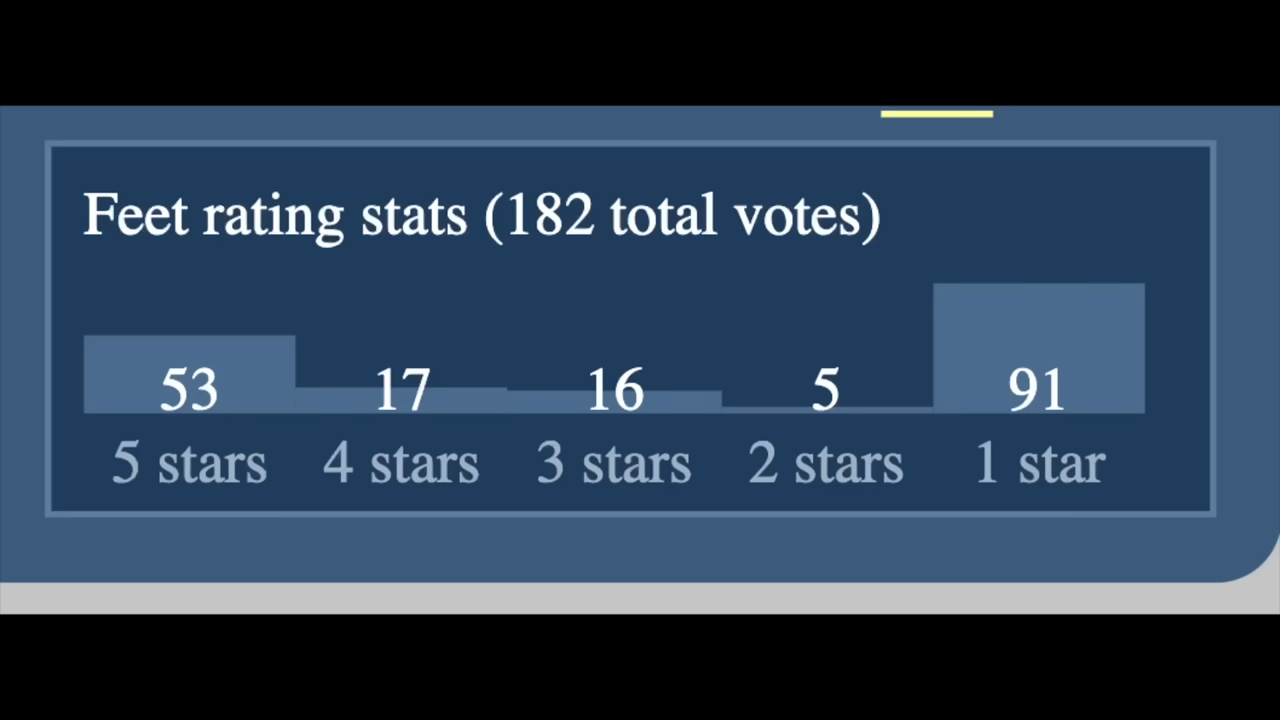 Feet rating stats (182 total votes)
53 17 16 5 91
5 stars 4 stars 3 stars 2 stars 1 star